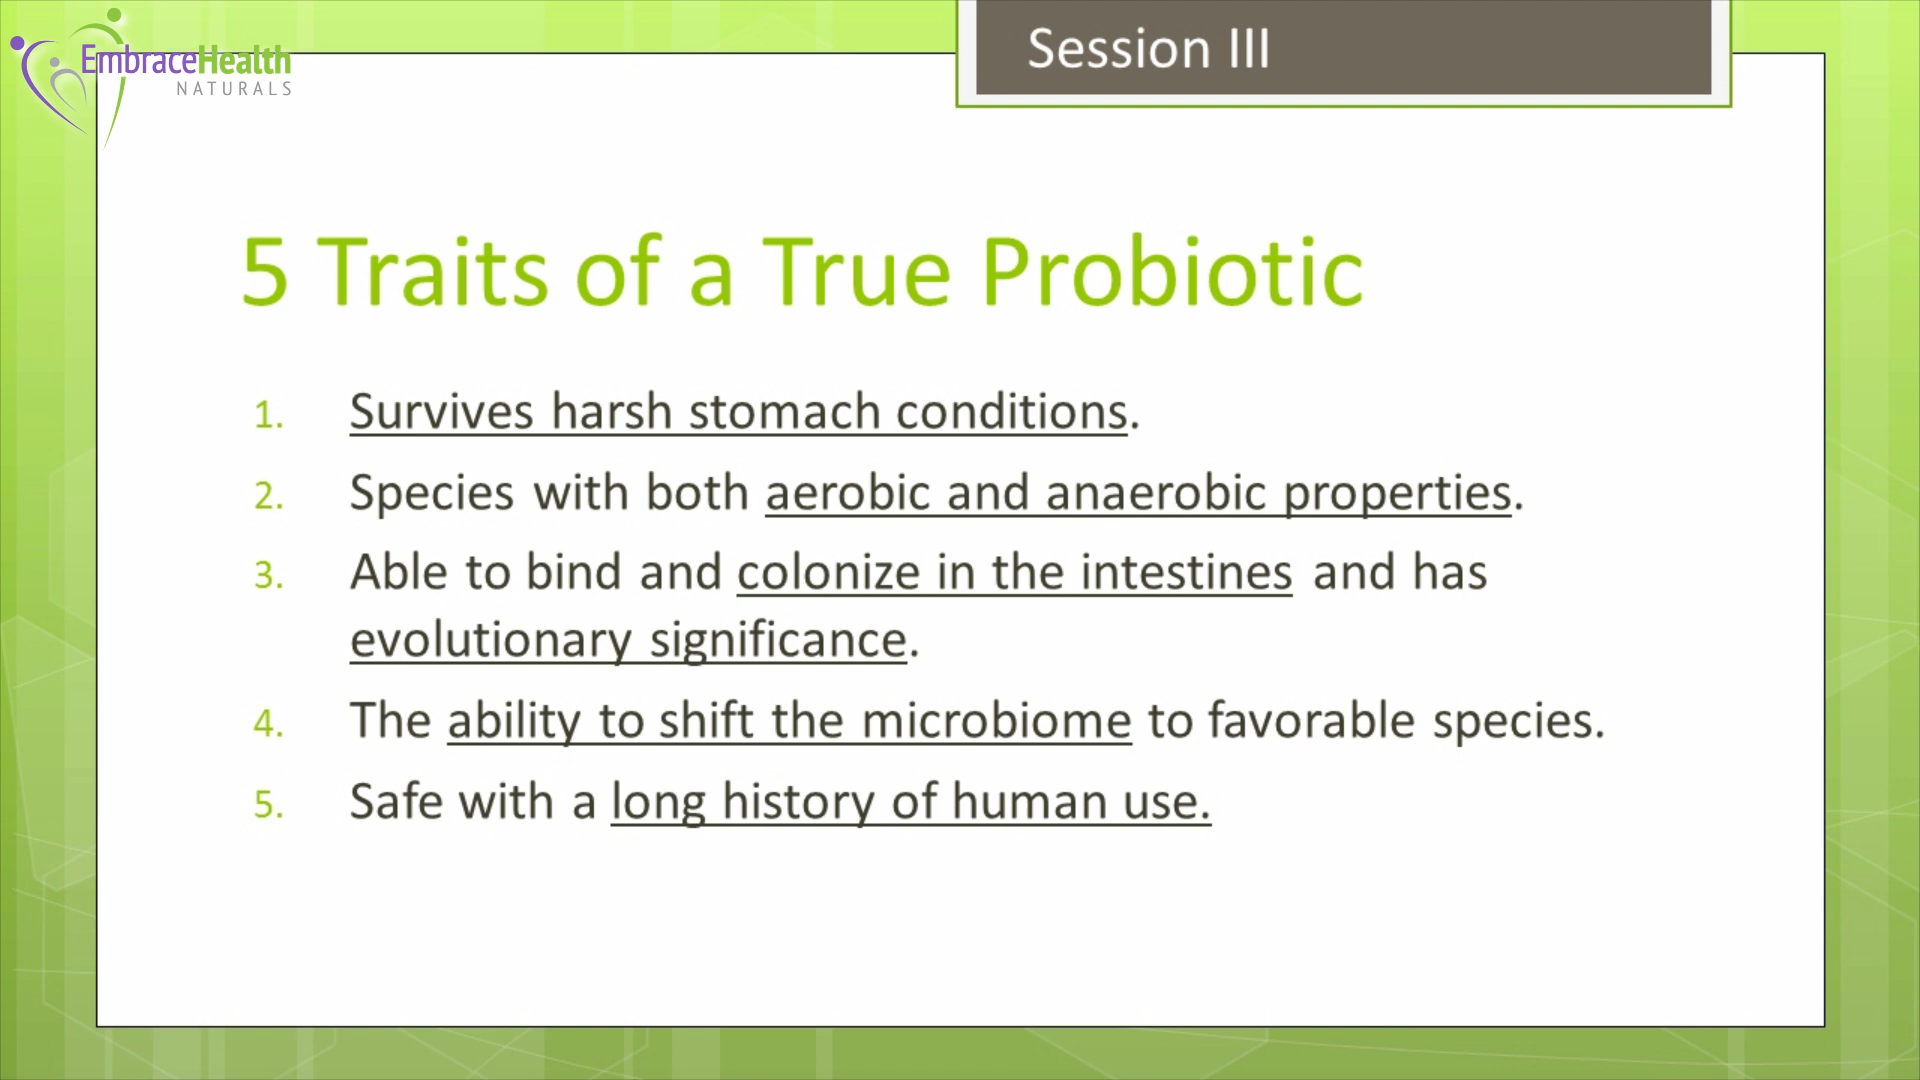 EmbraceHealth
NATURALS
Session III
5 Traits of a True Probiotic
1. Survives harsh stomach conditions.
2. Species with both aerobic and anaerobic properties.
3. Able to bind and colonize in the intestines and has
evolutionary significance.
4. The ability to shift the microbiome to favorable species.
5. Safe with a long history of human use.